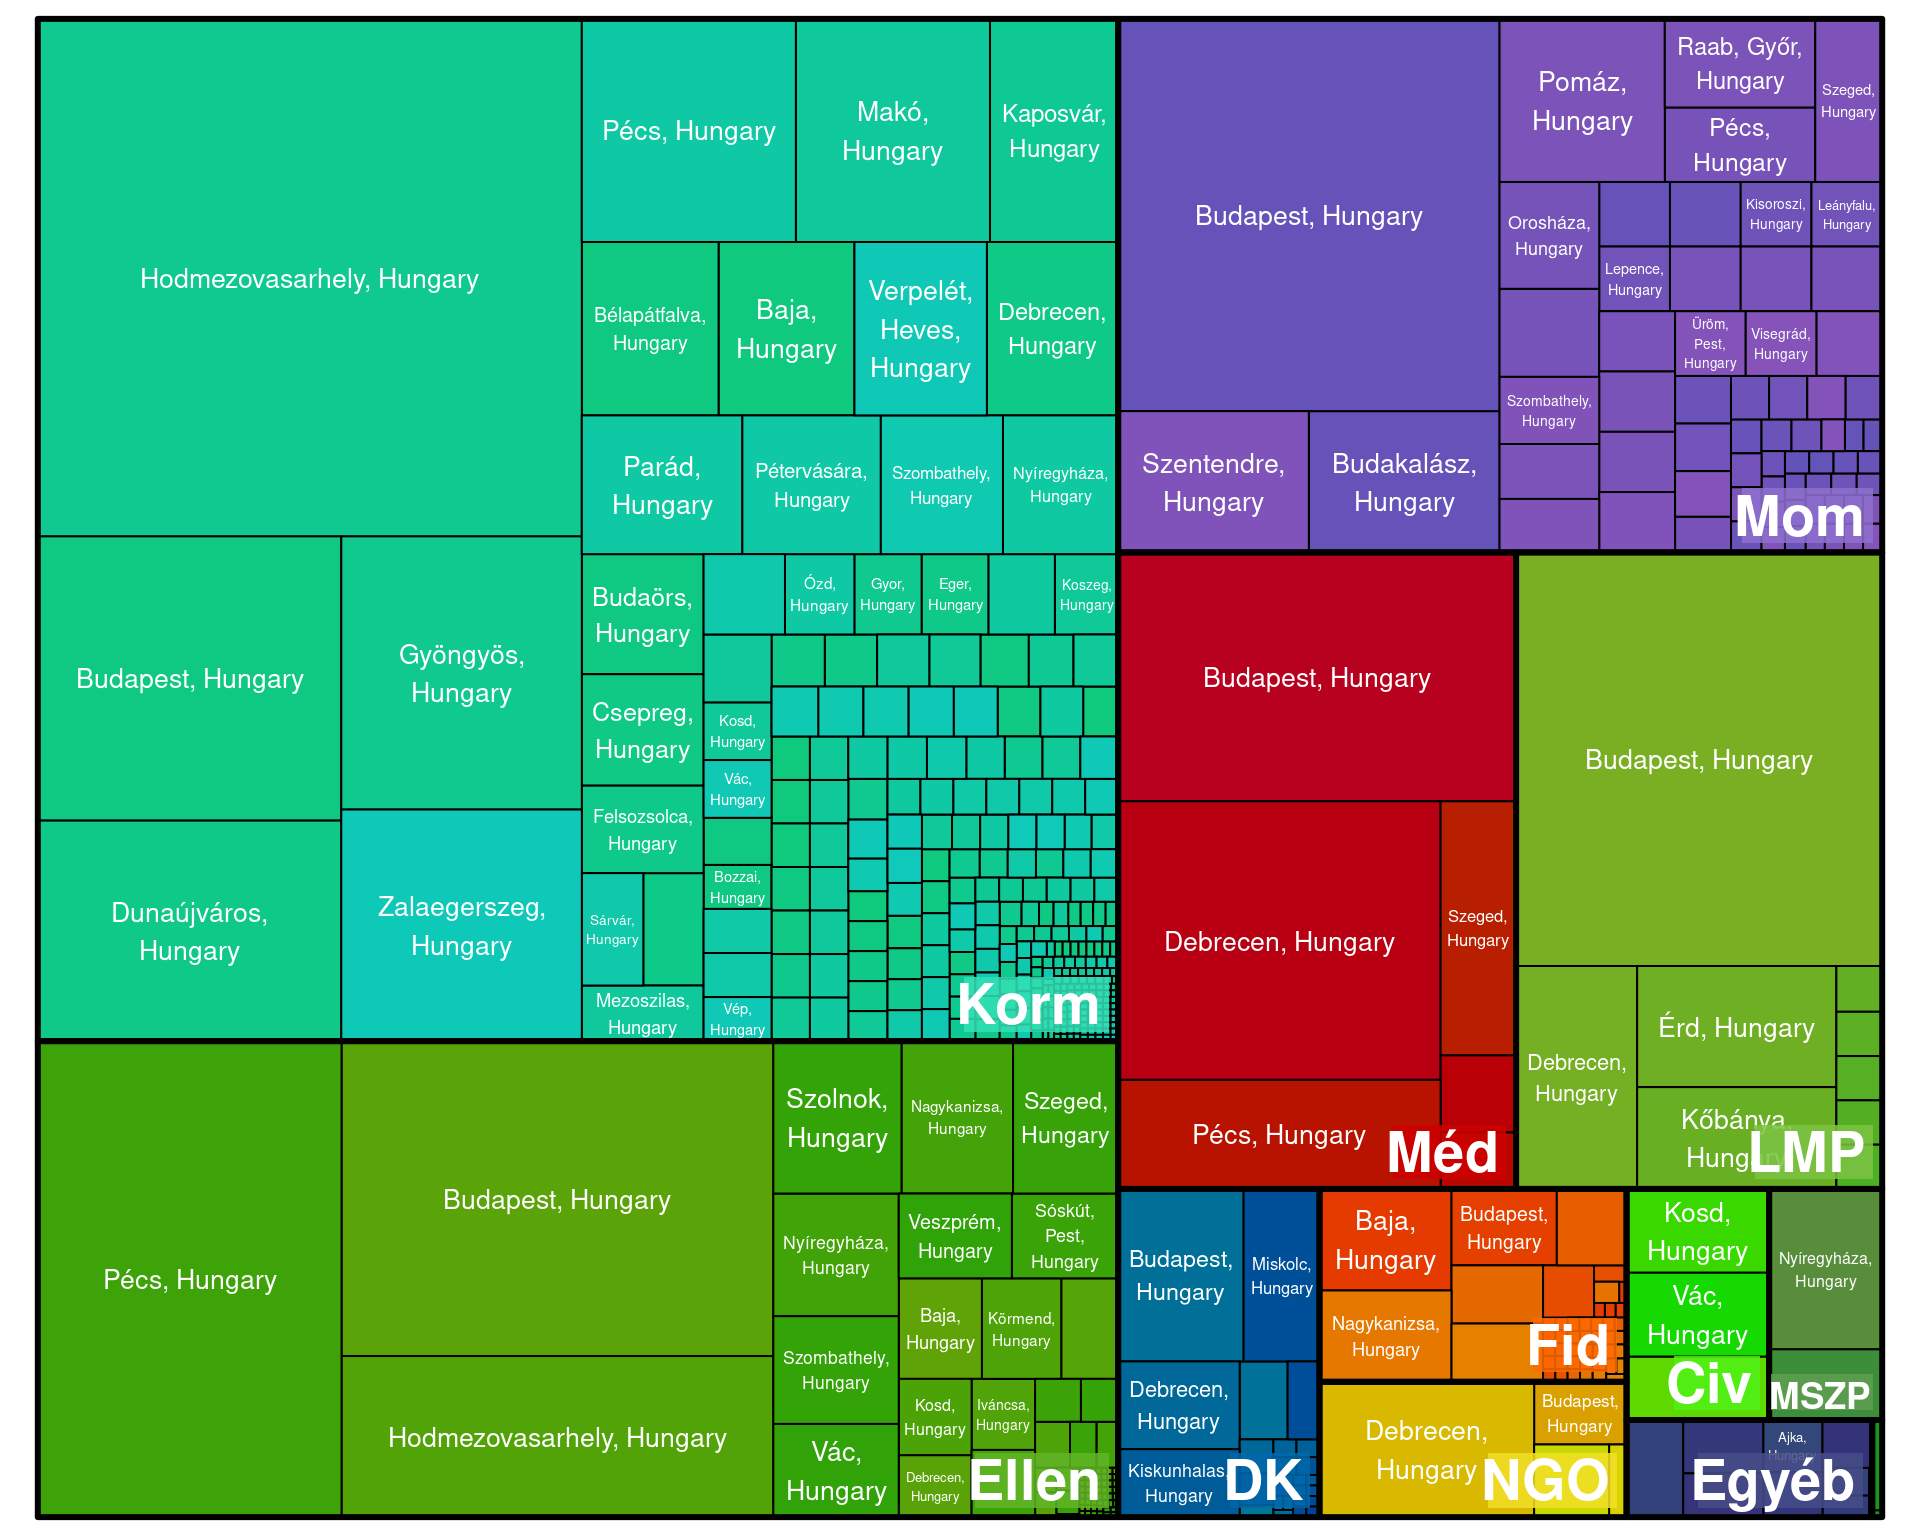 Hodmezovasarhely, Hungary
Pécs, Hungary
Makó,
Hungary
Kaposvár,
Hungary
Bélapátfalva,
Hungary
Baja,
Hungary
Verpelét,
Heves,
Hungary
Debrecen,
Hungary
Parád,
Hungary
Pétervására,
Hungary
Szombathely,
Hungary
Nyíregyháza,
Hungary
Budapest, Hungary
Gyöngyös,
Hungary
Dunaújváros,
Hungary
Zalaegerszeg,
Hungary
Budaörs,
Hungary
Ózd,
Hungary
Gyor,
Hungary
Eger,
Hungary
Koszeg,
Hungary
Csepreg,
Hungary
Kosd,
Hungary
Vác,
Hungary
Felsozsolca,
Hungary
Bozzai,
Hungary
Sárvár,
Hungary
Mezoszilas,
Hungary
Vép,
Hungary
Korm
Budapest, Hungary
Pomáz,
Hungary
Raab, Győr,
Hungary
Pécs,
Hungary
Szeged,
Hungary
Orosháza,
Hungary
Kisoroszi,
Hungary
Leányfalu,
Hungary
Lepence,
Hungary
Üröm,
Pest,
Hungary
Visegrád,
Hungary
Szombathely,
Hungary
Szentendre,
Hungary
Budakalász,
Hungary
Mom
Budapest, Hungary
Debrecen, Hungary
Szeged,
Hungary
Pécs, Hungary
Méd
Budapest, Hungary
Debrecen,
Hungary
Érd, Hungary
Kőbánya,
LMP
Pécs, Hungary
Budapest, Hungary
Hodmezovasarhely, Hungary
Szolnok,
Hungary
Nagykanizsa,
Hungary
Szeged,
Hungary
Nyíregyháza,
Hungary
Veszprém,
Hungary
Sóskút,
Pest,
Hungary
Szombathely,
Hungary
Baja,
Hungary
Körmend,
Hungary
Vác,
Hungary
Kosd,
Hungary
Iváncsa,
Hungary
Debrecen,
Hungary
Ellen
Budapest,
Hungary
Miskolc,
Hungary
Debrecen,
Hungary
Kiskunhalas,
Hungary
DK
Baja,
Hungary
Budapest,
Hungary
Nagykanizsa,
Hungary
Fid
Debrecen,
Hungary
Budapest,
Hungary
NGO
Kosd,
Hungary
Vác,
Hungary
Civ
Nyíregyháza,
Hungary
MSZP
Ajka,
Egyéb